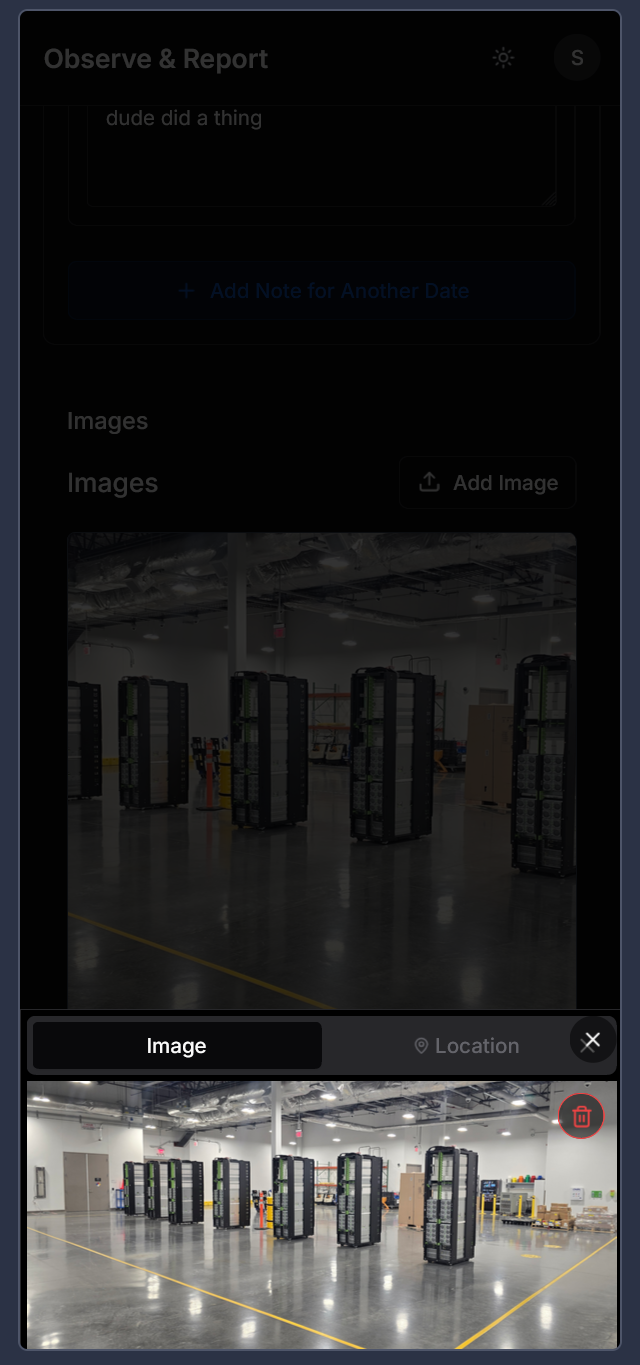 Observe & Report
S
dude did a thing
Add Note for Another Date
Images
Images
Add Image
Image
Location